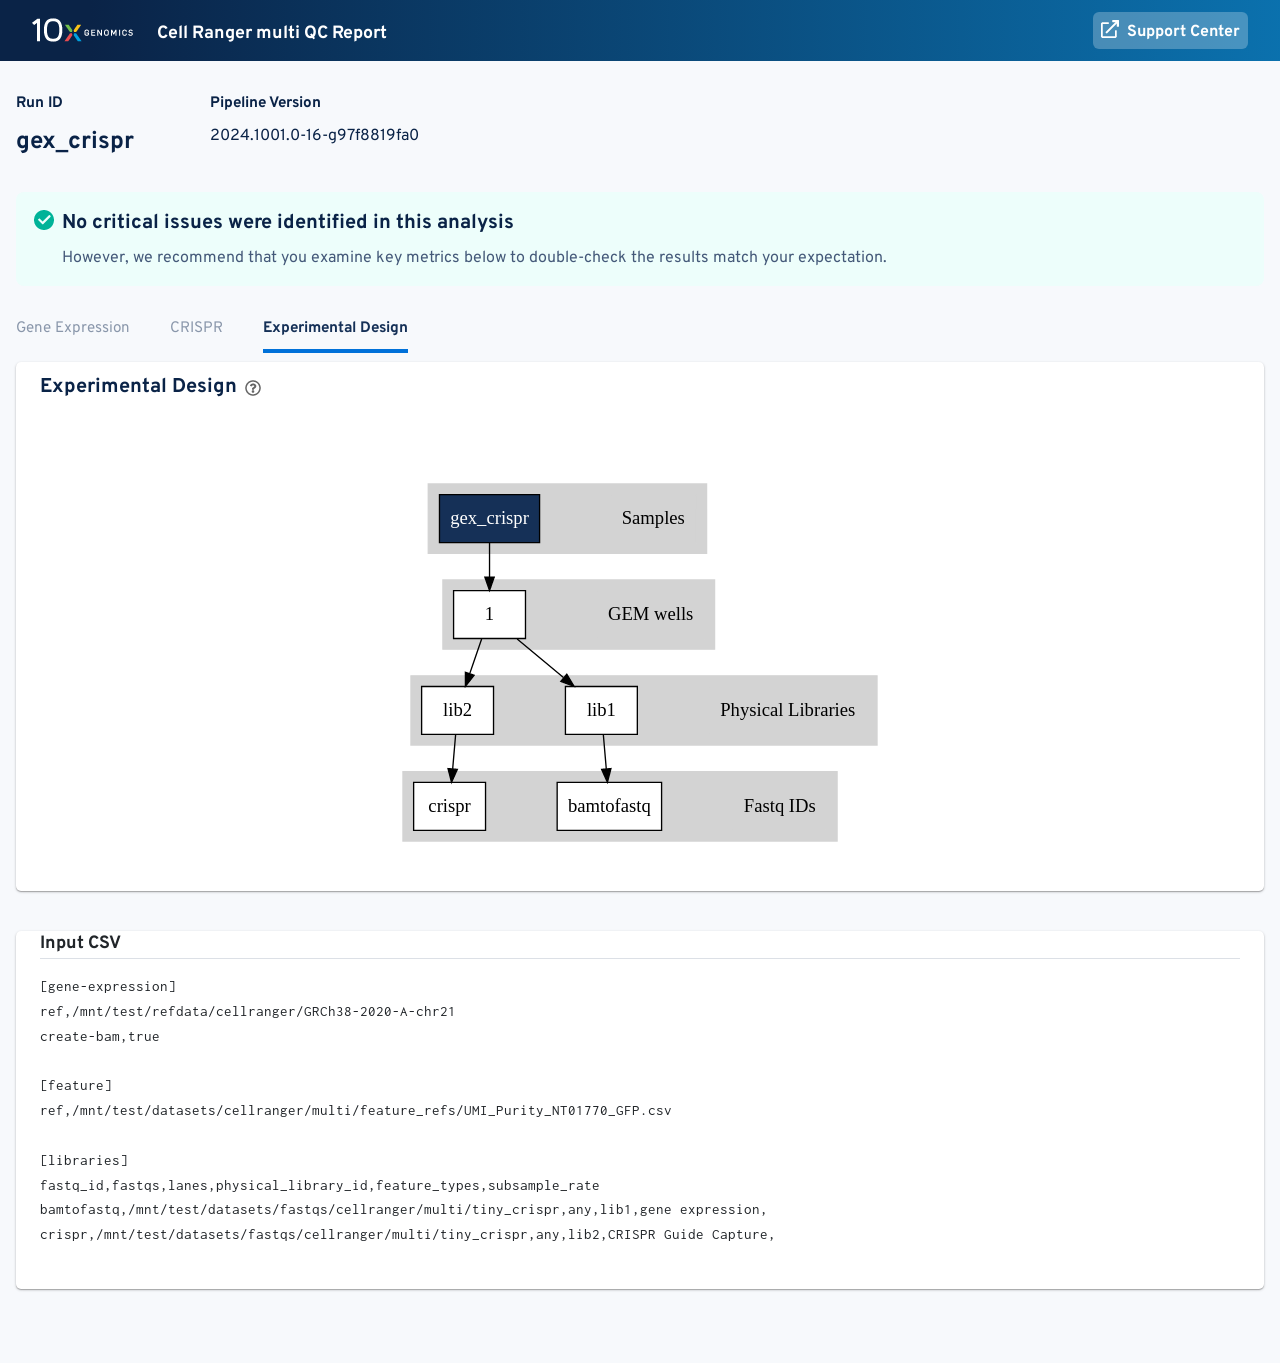 10X GENOMICS Cell Ranger multi QC Report Support Center
Run ID Pipeline Version
gex_crispr 2024.1001.0-16-g97f8819fa0
No critical issues were identified in this analysis
However, we recommend that you examine key metrics below to double-check the results match your expectation.
Gene Expression CRISPR Experimental Design
Experimental Design ?
gex_crispr Samples
1 GEM wells
lib2 lib1 Physical Libraries
crispr bamtofastq Fastq IDs
Input CSV
[gene-expression]
ref,/mnt/test/refdata/cellranger/GRCh38-2020-A-chr21
create-bam,true
[feature]
ref,/mnt/test/datasets/cellranger/multi/feature_refs/UMI_Purity_NT01770_GFP.csv
[libraries]
fastq_id,fastqs,lanes,physical_library_id,feature_types,subsample_rate
bamtofastq,/mnt/test/datasets/fastqs/cellranger/multi/tiny_crispr,any,lib1,gene expression,
crispr,/mnt/test/datasets/fastqs/cellranger/multi/tiny_crispr,any,lib2,CRISPR Guide Capture,